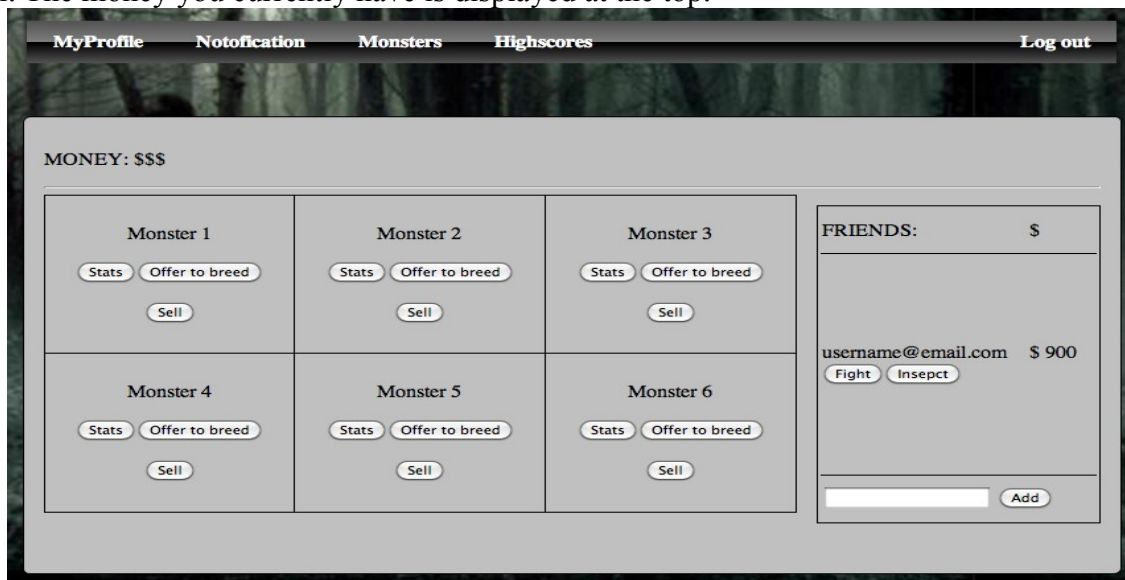 The money you currently have is displayed at the top.
MyProfile Notofication Monsters Highscores Log out
MONEY: $$$
Monster 1 Monster 2 Monster 3
Stats Offer to breed Stats Offer to breed Stats Offer to breed
Sell Sell Sell
Monster 4 Monster 5 Monster 6
Stats Offer to breed Stats Offer to breed Stats Offer to breed
Sell Sell Sell
FRIENDS: $
username@email.com $ 900
Fight Insepct
Add